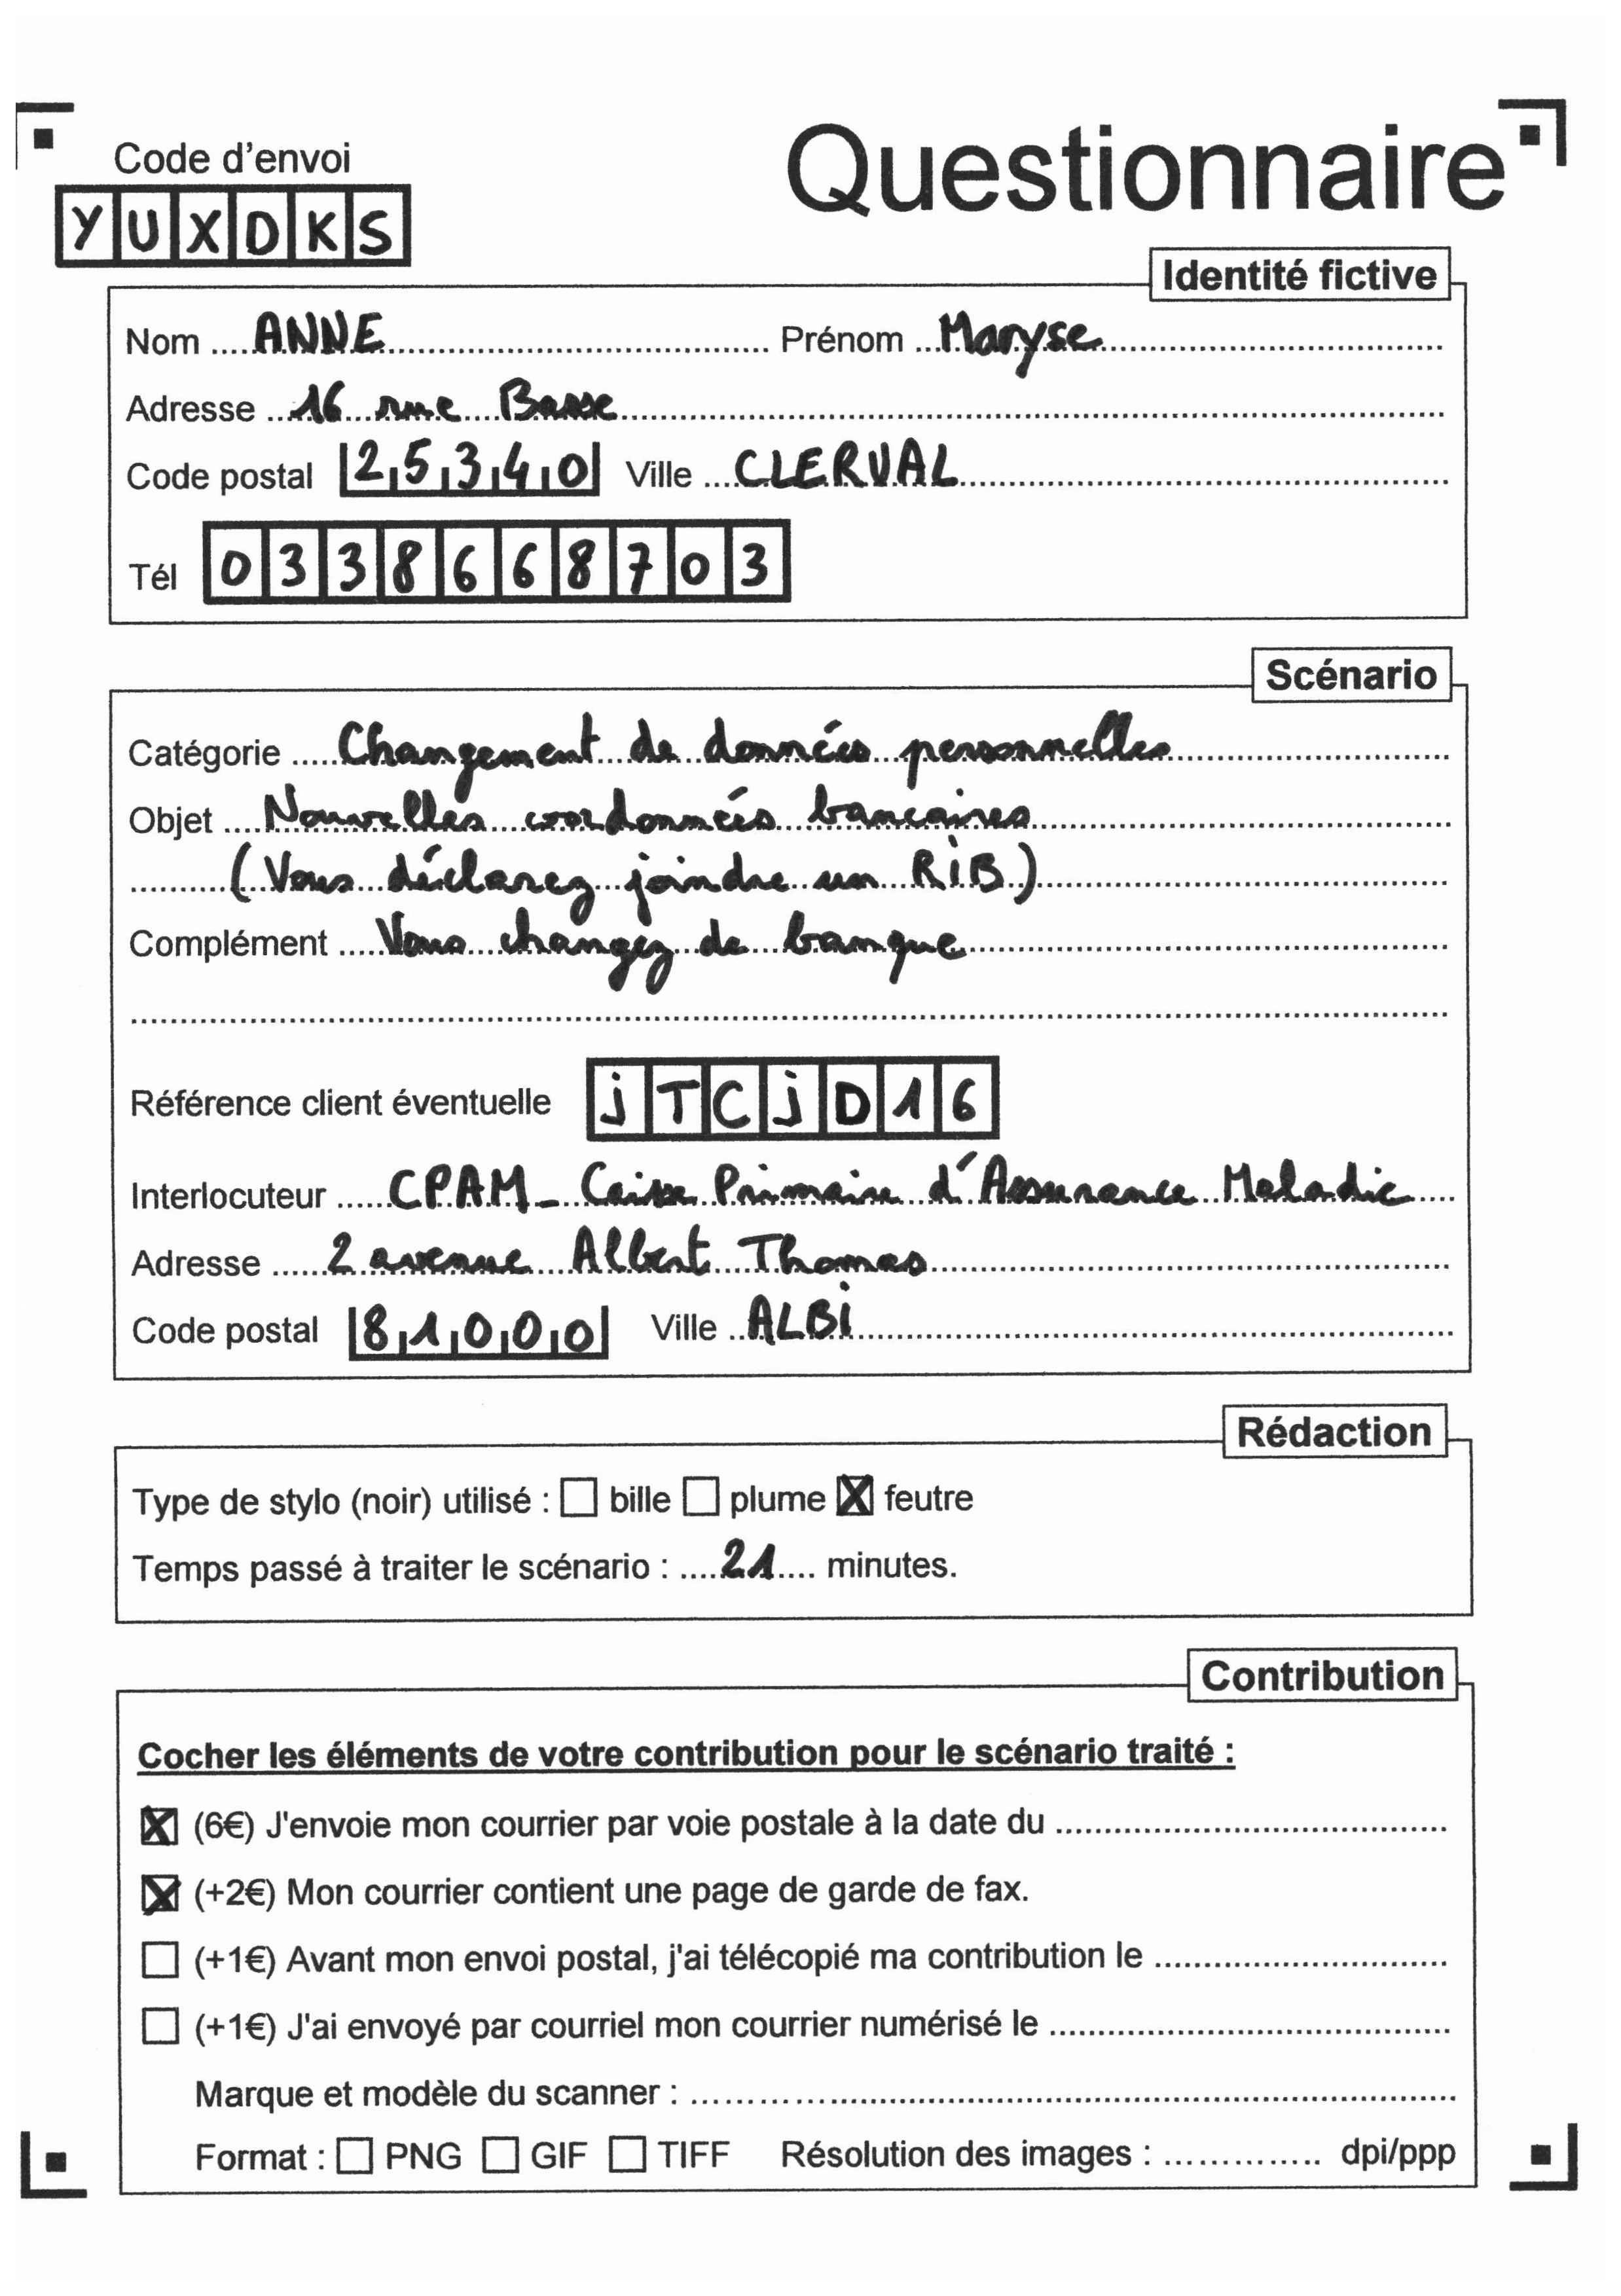 Code d'envoi
Questionnaire
YUXDKS
Identité fictive
Nom ANNE Prénom Maryse
Adresse 16 rue Basse
Code postal 25340 Ville CLERVAL
Tél 0338668703
Scénario
Catégorie Changement de données personnelles
Objet Nouvelles coordonnées bancaires
(Vous déclarez joindre un RIB)
Complément Vous changez de banque
Référence client éventuelle jTCjD16
Interlocuteur CPAM - Caisse Primaire d'Assurance Maladie
Adresse 2 avenue Albert Thomas
Code postal 81000 Ville ALBi
Rédaction
Type de stylo (noir) utilisé : ☐ bille ☐ plume ☒ feutre
Temps passé à traiter le scénario : 21 minutes.
Contribution
Cocher les éléments de votre contribution pour le scénario traité :
☒ (6€) J'envoie mon courrier par voie postale à la date du
☒ (+2€) Mon courrier contient une page de garde de fax.
☐ (+1€) Avant mon envoi postal, j'ai télécopié ma contribution le
☐ (+1€) J'ai envoyé par courriel mon courrier numérisé le
Marque et modèle du scanner :
Format : ☐ PNG ☐ GIF ☐ TIFF Résolution des images : dpi/ppp